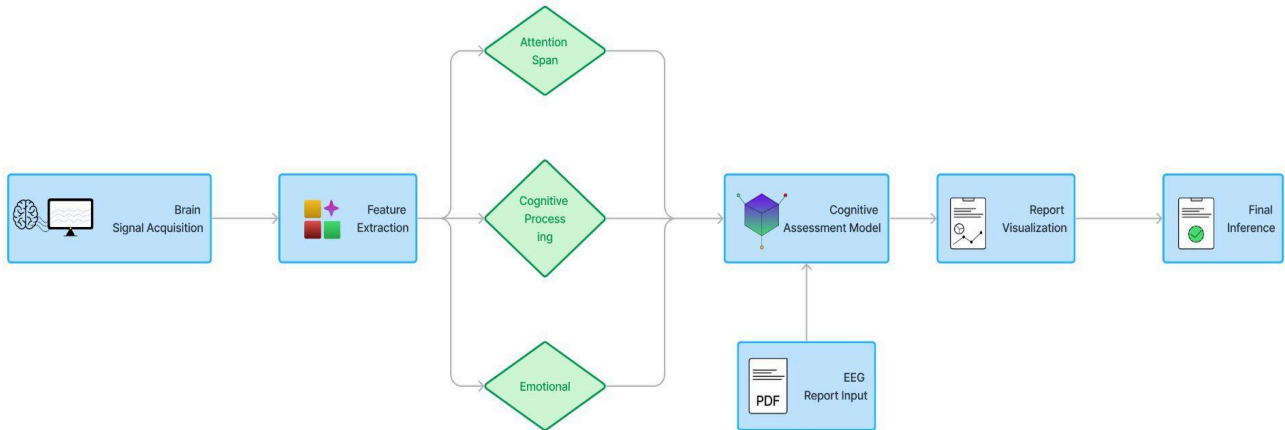 Attention
Span
Brain
Signal Acquisition
Feature
Extraction
Cognitive
Process
ing
Cognitive
Assessment Model
Report
Visualization
Final
Inference
Emotional
PDF
EEG
Report Input